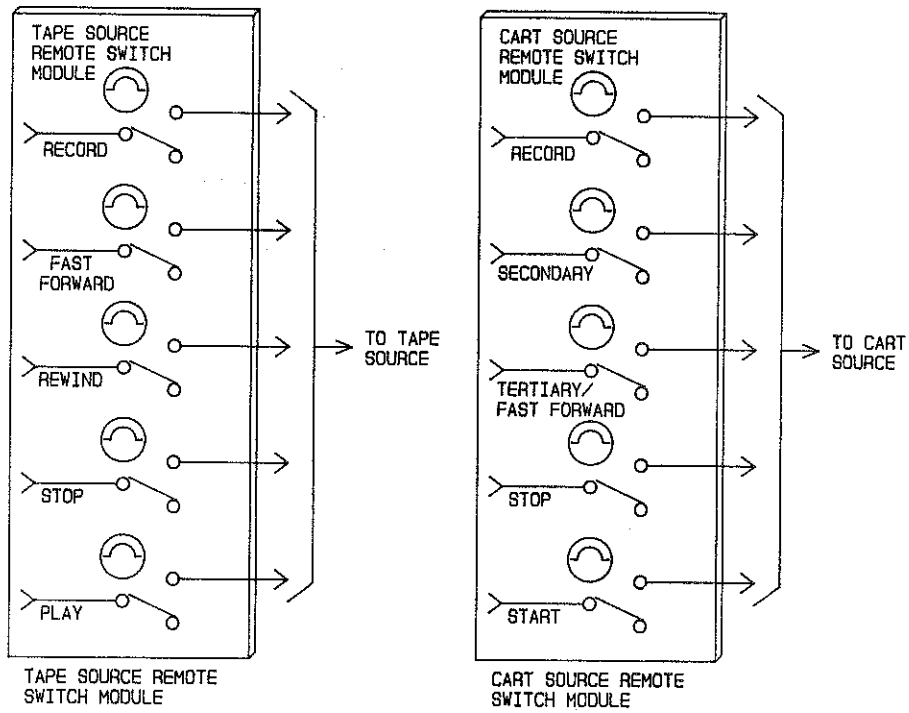 TAPE SOURCE
REMOTE SWITCH
MODULE
RECORD
FAST
FORWARD
REWIND
STOP
PLAY
TO TAPE
SOURCE
TAPE SOURCE REMOTE
SWITCH MODULE
CART SOURCE
REMOTE SWITCH
MODULE
RECORD
SECONDARY
TERTIARY/
FAST FORWARD
STOP
START
TO CART
SOURCE
CART SOURCE REMOTE
SWITCH MODULE